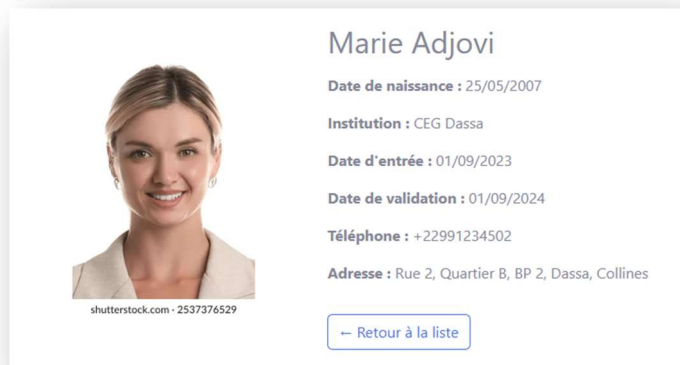 Marie Adjovi
Date de naissance : 25/05/2007
Institution : CEG Dassa
Date d'entrée : 01/09/2023
Date de validation : 01/09/2024
Téléphone : +22991234502
Adresse : Rue 2, Quartier B, BP 2, Dassa, Collines
← Retour à la liste
shutterstock.com · 2537376529